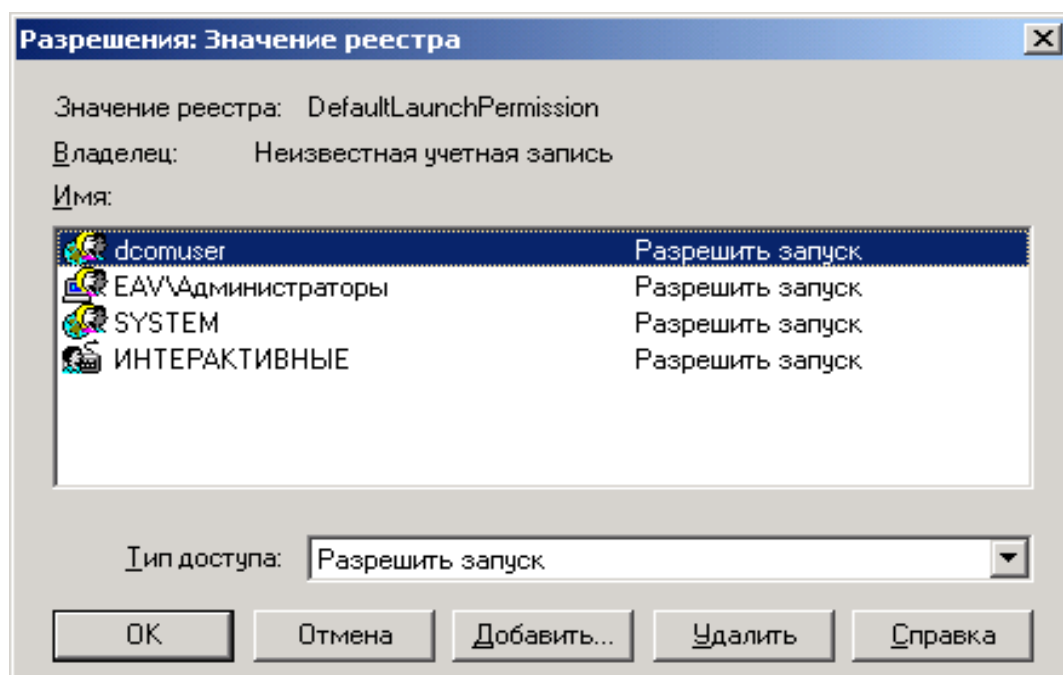 Разрешения: Значение реестра
Значение реестра: DefaultLaunchPermission
Владелец: Неизвестная учетная запись
Имя:
dcomuser Разрешить запуск
EAV\Администраторы Разрешить запуск
SYSTEM Разрешить запуск
ИНТЕРАКТИВНЫЕ Разрешить запуск
Тип доступа: Разрешить запуск
OK Отмена Добавить... Удалить Справка